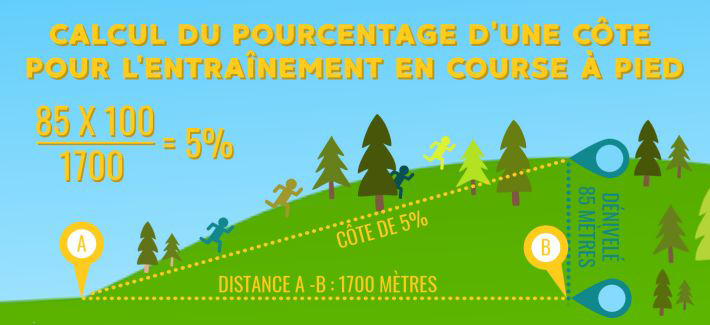 CALCUL DU POURCENTAGE D'UNE CÔTE
POUR L'ENTRAÎNEMENT EN COURSE À PIED
85 X 100
1700
= 5%
CÔTE DE 5%
DÉNIVELÉ
85 MÈTRES
A
B
DISTANCE A -B : 1700 MÈTRES